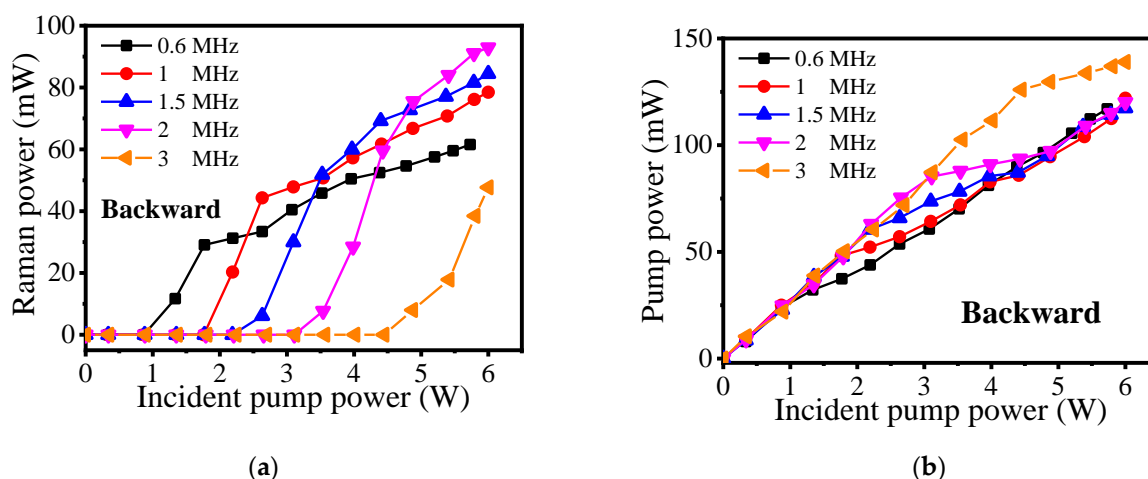 100
80
60
40
20
0
Raman power (mW)
0.6 MHz
1 MHz
1.5 MHz
2 MHz
3 MHz
Backward
0 1 2 3 4 5 6
Incident pump power (W)
(a)
150
100
50
0
Pump power (mW)
0.6 MHz
1 MHz
1.5 MHz
2 MHz
3 MHz
Backward
0 1 2 3 4 5 6
Incident pump power (W)
(b)